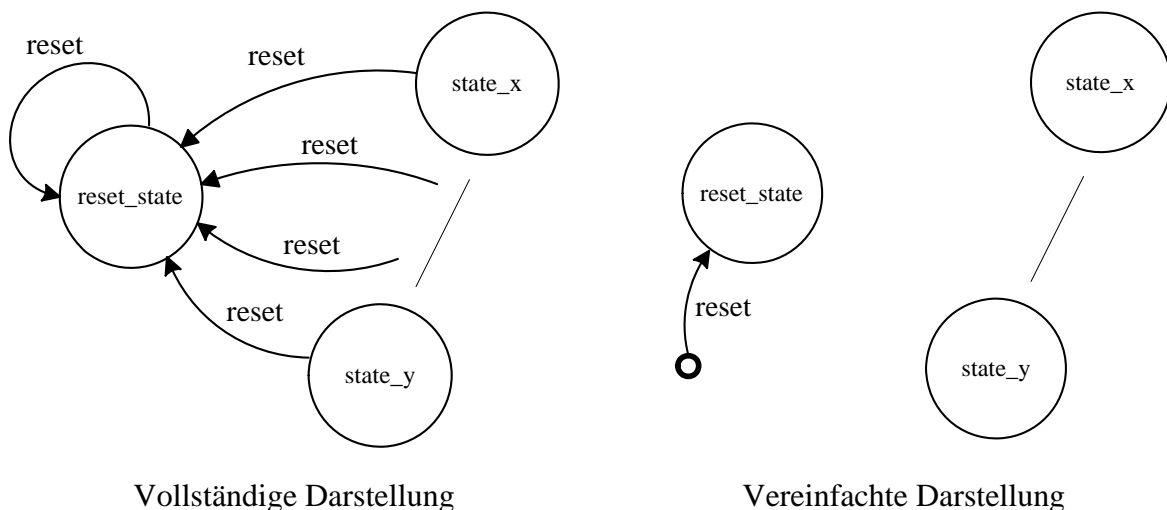 reset
reset
state_x
reset
reset_state
reset
reset
state_y
Vollständige Darstellung
state_x
reset_state
reset
state_y
Vereinfachte Darstellung